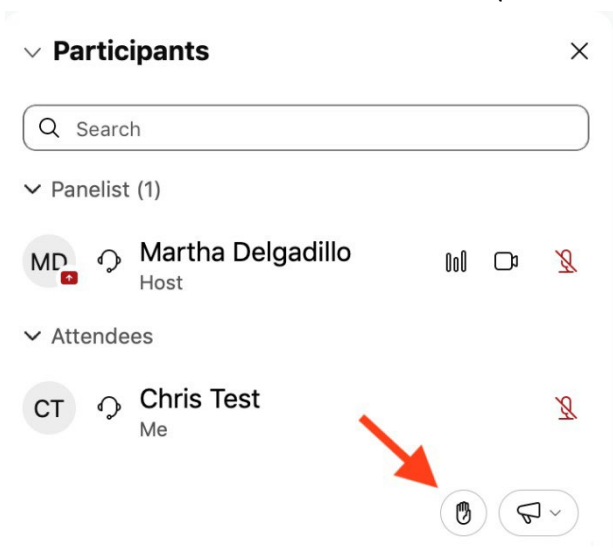 Participants
Search
Panelist (1)
MD
Martha Delgadillo
Host
Attendees
CT
Chris Test
Me